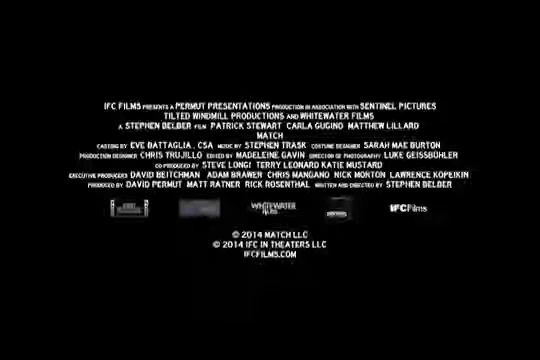 IFC FILMS PRESENTS A PERMUT PRESENTATIONS PRODUCTION IN ASSOCIATION WITH SENTINEL PICTURES
TILTED WINDMILL PRODUCTIONS AND WHITEWATER FILMS
A STEPHEN BELBER FILM PATRICK STEWART CARLA GUGINO MATTHEW LILLARD
MATCH
CASTING BY EVE BATTAGLIA, CSA MUSIC BY STEPHEN TRASK COSTUME DESIGNER SARAH MAE BURTON
PRODUCTION DESIGNER CHRIS TRUJILLO EDITED BY MADELEINE GAVIN DIRECTOR OF PHOTOGRAPHY LUKE GEISSBÜHLER
CO-PRODUCED BY STEVE LONGI TERRY LEONARD KATIE MUSTARD
EXECUTIVE PRODUCERS DAVID BEITCHMAN ADAM BRAWER CHRIS MANGANO NICK MORTON LAWRENCE KOPEIKIN
PRODUCED BY DAVID PERMUT MATT RATNER RICK ROSENTHAL WRITTEN AND DIRECTED BY STEPHEN BELBER
WHITEWATER FILMS IFC Films
© 2014 MATCH LLC
© 2014 IFC IN THEATERS LLC
IFCFILMS.COM